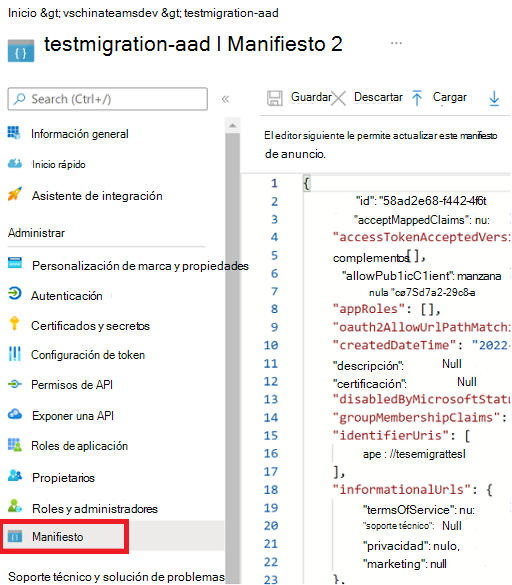 Inicio &gt; vschinateamsdev &gt; testmigration-aad
testmigration-aad | Manifiesto 2 ...
Search (Ctrl+/) «
Guardar Descartar Cargar
Información general
Inicio rápido
Asistente de integración
Administrar
Personalización de marca y propiedades
Autenticación
Certificados y secretos
Configuración de token
Permisos de API
Exponer una API
Roles de aplicación
Propietarios
Roles y administradores
Manifiesto
Soporte técnico y solución de problemas
El editor siguiente le permite actualizar este manifiesto
de anuncio.
1 {
2 "id": "58ad2e68-f442-4f6t
3 "acceptMappedClaims": nu:
4 "accessTokenAcceptedVersi
5 complementos[],
6 "allowPub1icC1ient": manzana
7 nula "cø7Sd7a2-29c8-a
8 "appRoles": [],
9 "oauth2AllowUrlPathMatchi
10 "createdDateTime": "2022-
11 "descripción": Null
12 "certificación": Null
13 "disabledByMicrosoftStatu
14 "groupMembershipClaims":
15 "identifierUris": [
16 ape : //tesemigrattesl
17 ],
18 "informationalUrls": {
19 "termsOfService": nu:
20 "soporte técnico": Null
21 "privacidad": nulo,
22 "marketing": null
23 },